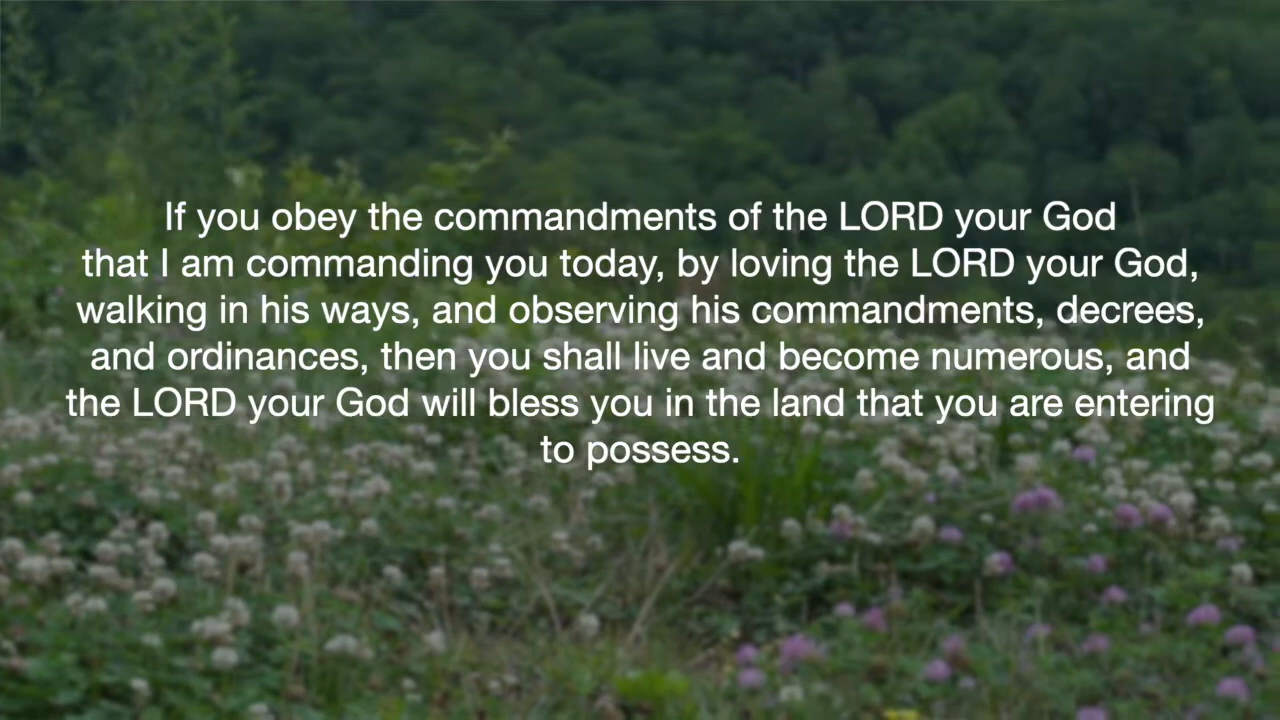 If you obey the commandments of the LORD your God
that I am commanding you today, by loving the LORD your God,
walking in his ways, and observing his commandments, decrees,
and ordinances, then you shall live and become numerous, and
the LORD your God will bless you in the land that you are entering
to possess.